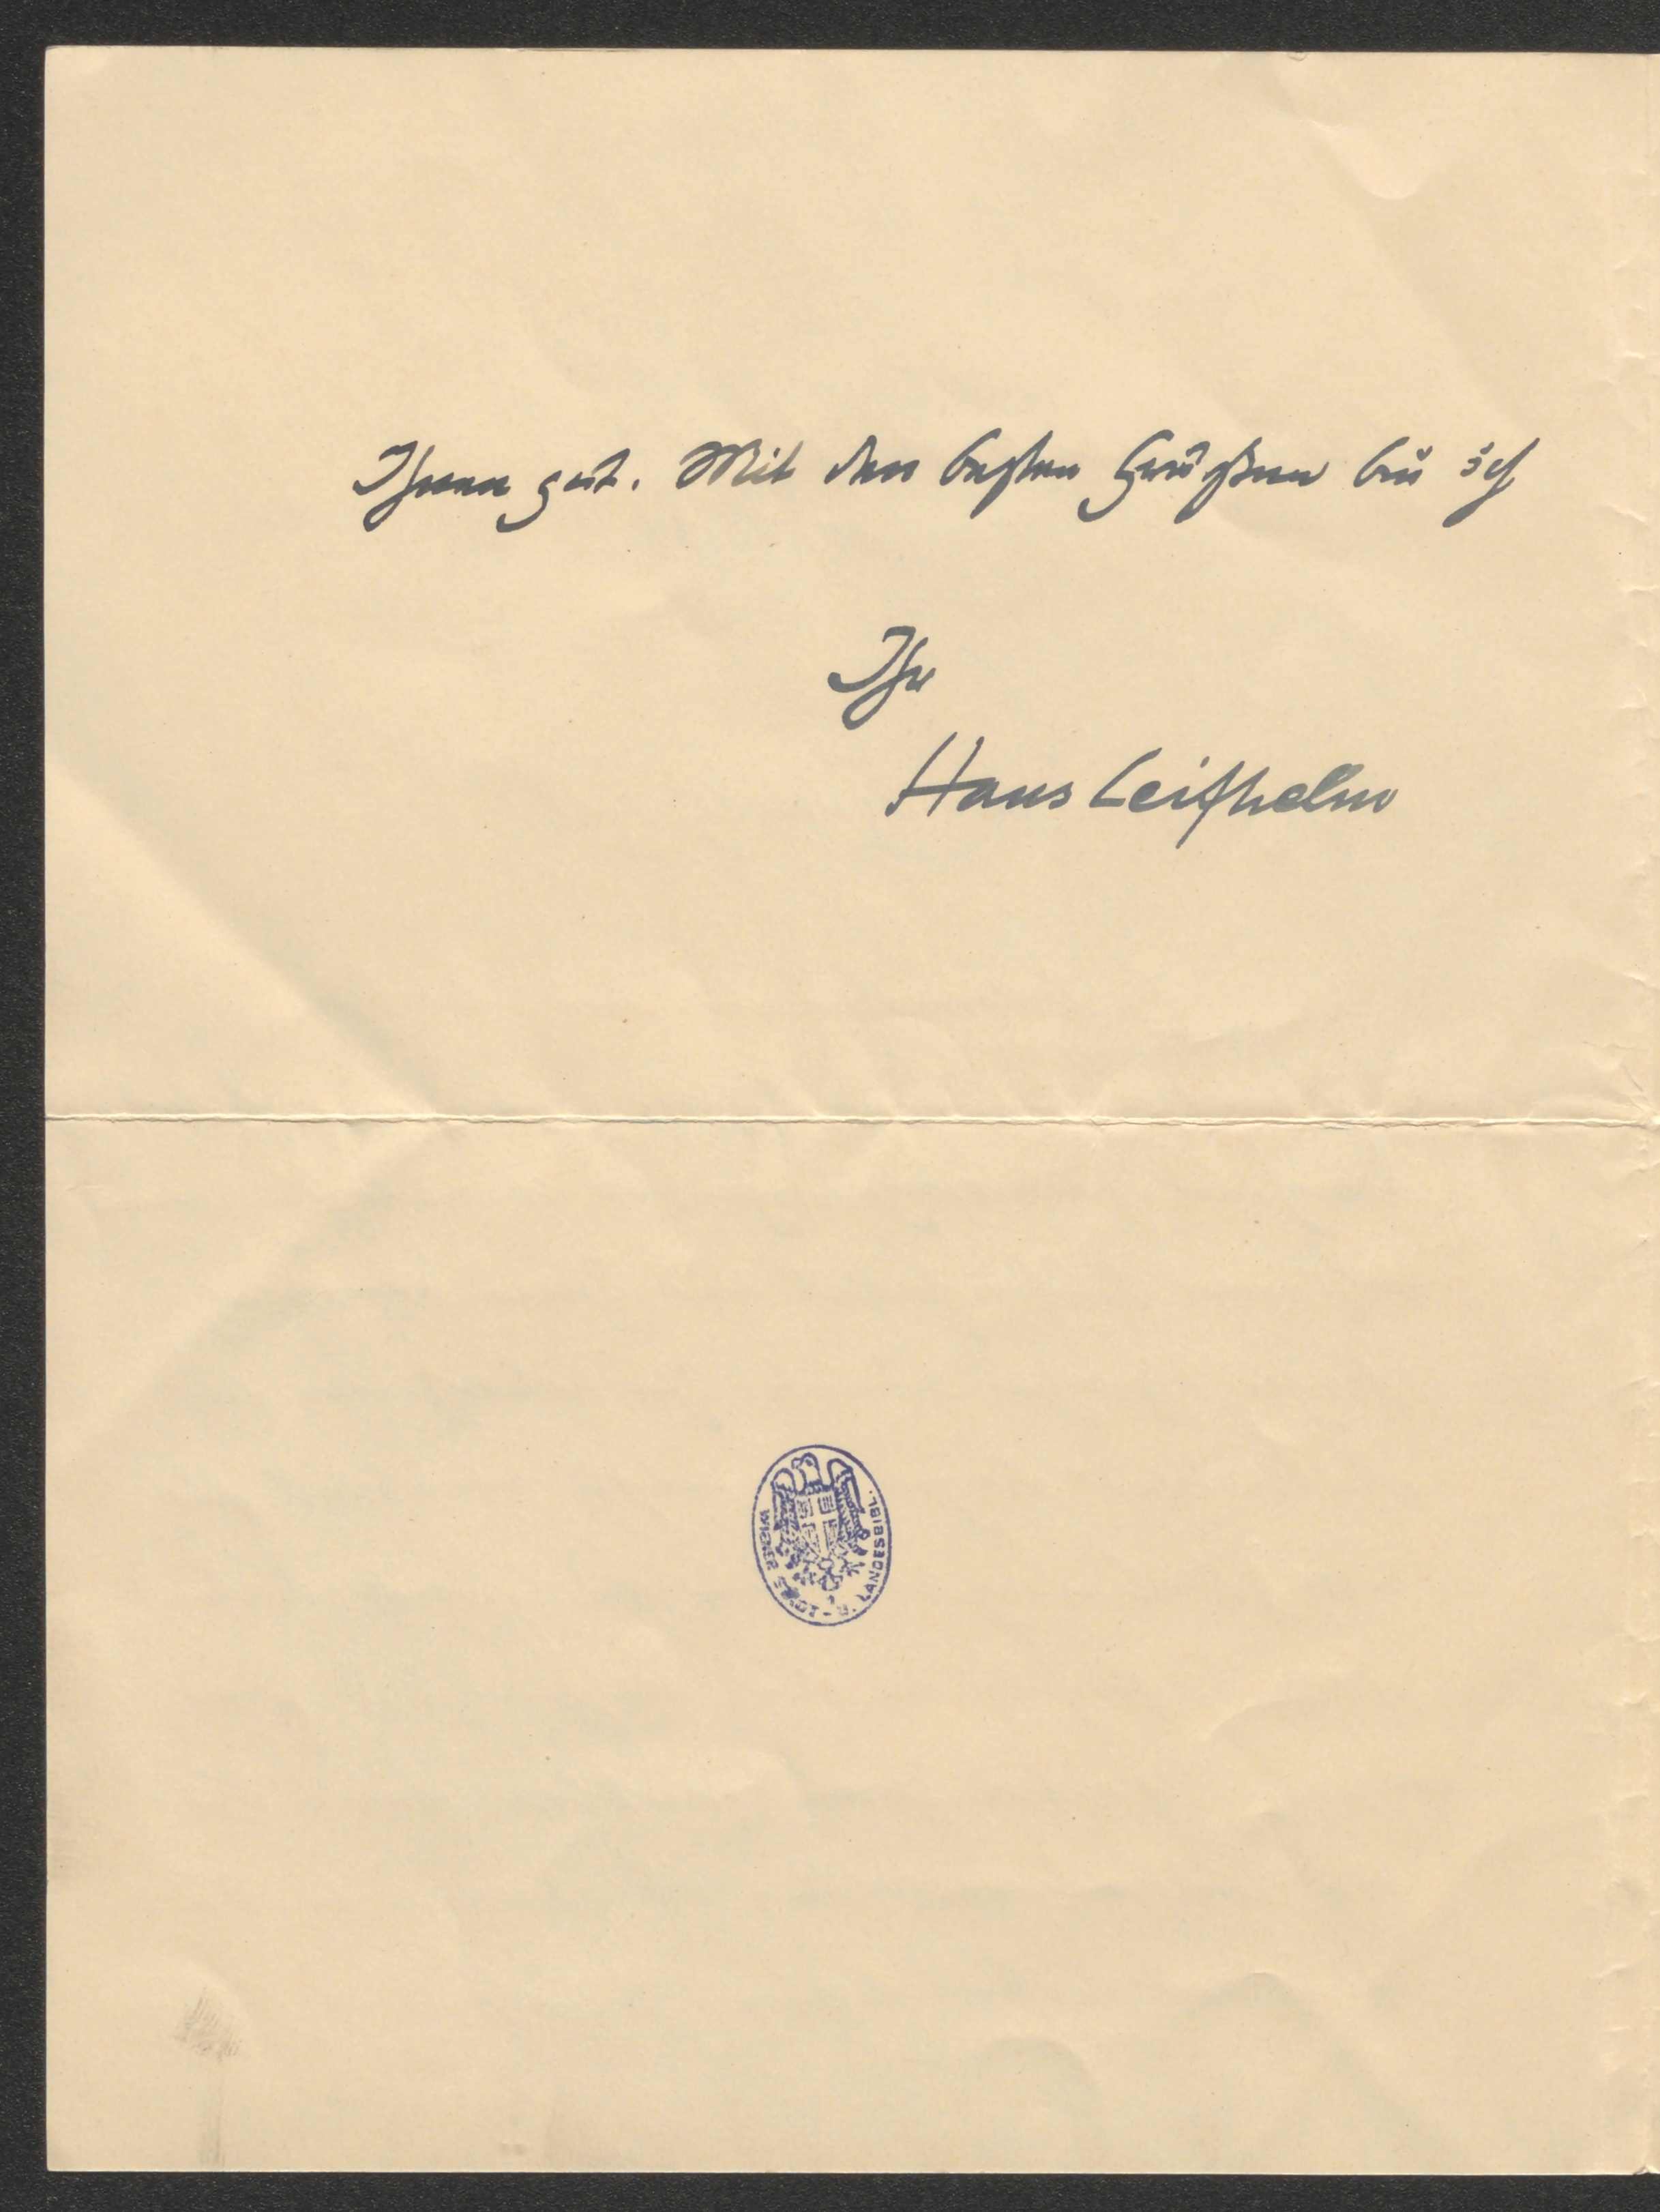 Ihnen gut. Mit den besten Grüßen bin ich
Ihr
Hans Leifhelm
WIENER STADT - U. LANDESBIBL.